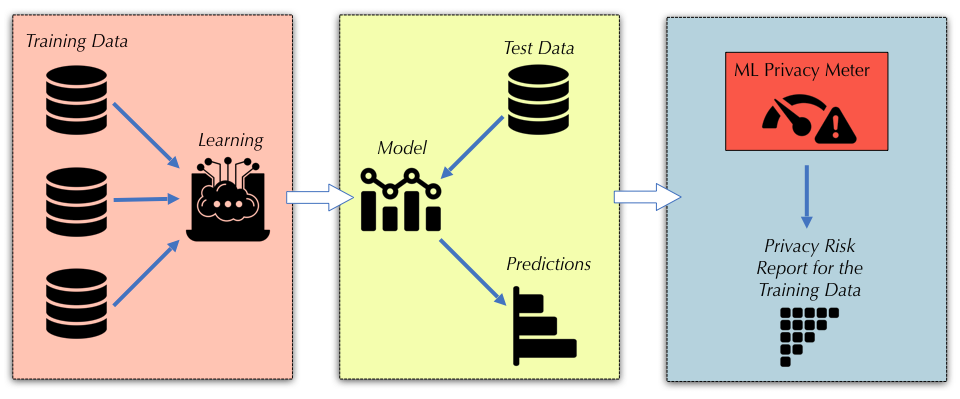 Training Data
Learning
Test Data
Model
Predictions
ML Privacy Meter
Privacy Risk
Report for the
Training Data